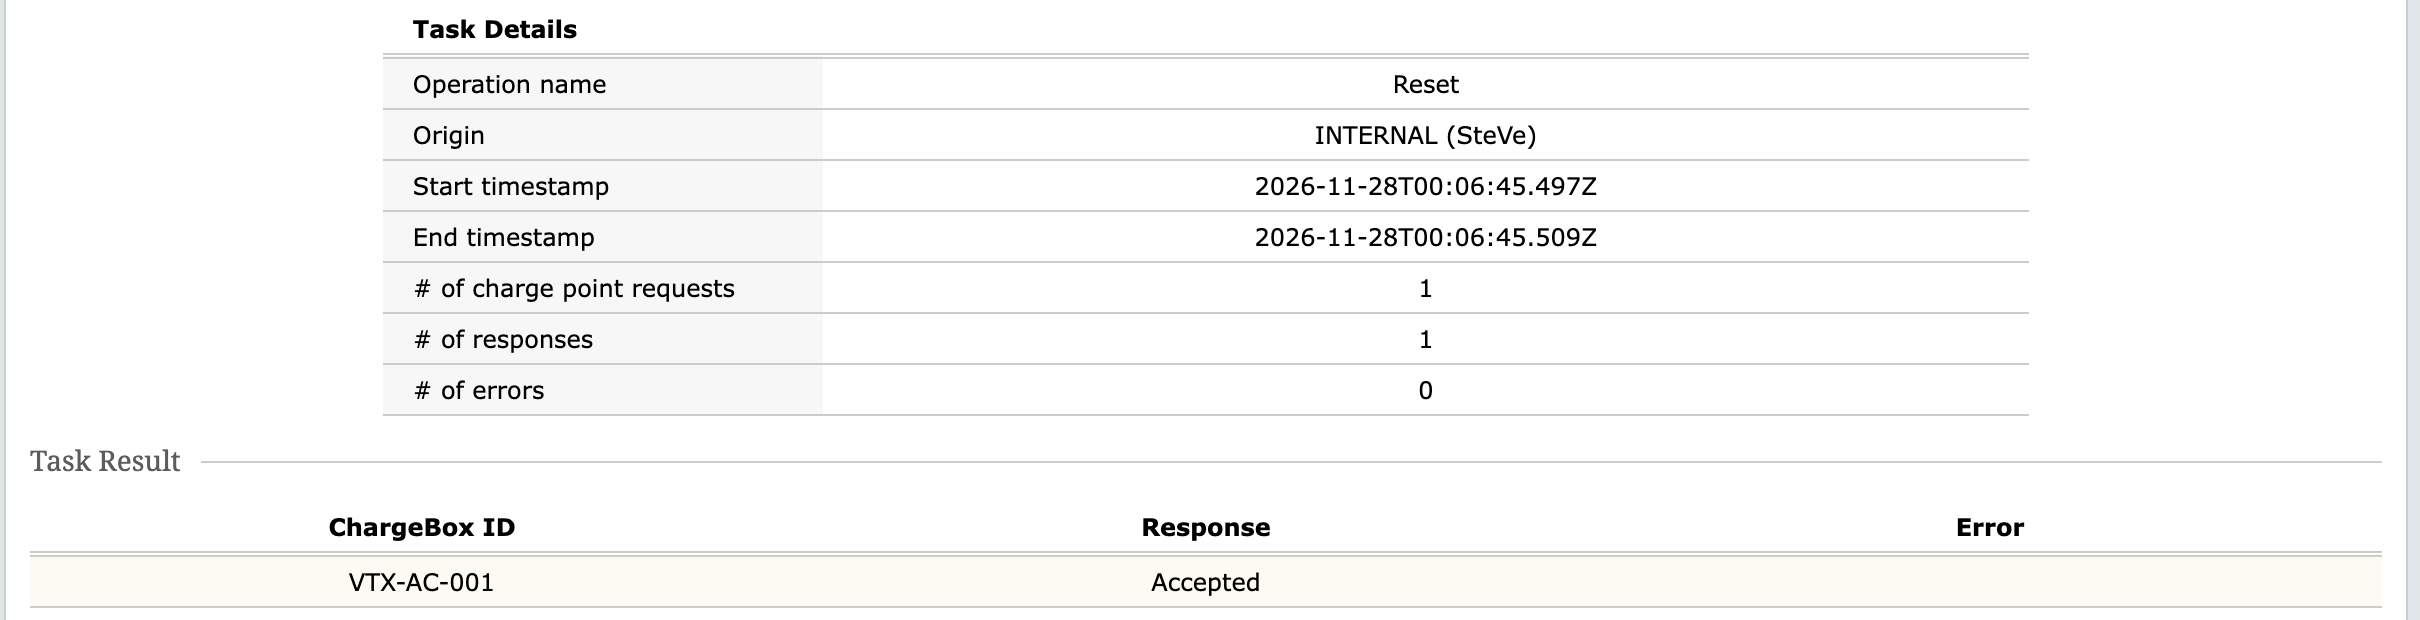 Task Details
Operation name Reset
Origin INTERNAL (SteVe)
Start timestamp 2026-11-28T00:06:45.497Z
End timestamp 2026-11-28T00:06:45.509Z
# of charge point requests 1
# of responses 1
# of errors 0
Task Result
ChargeBox ID Response Error
VTX-AC-001 Accepted